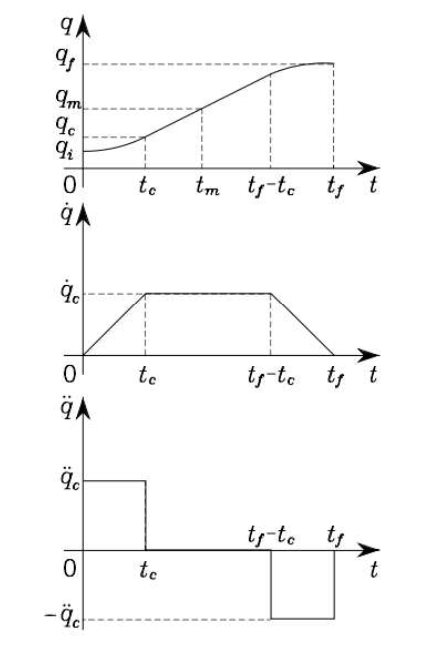 q
q_f
q_m
q_c
q_i
0 t_c t_m t_f-t_c t_f t
q̇
q̇_c
0 t_c t_f-t_c t_f t
q̈
q̈_c
t_f-t_c t_f
0 t_c t
-q̈_c